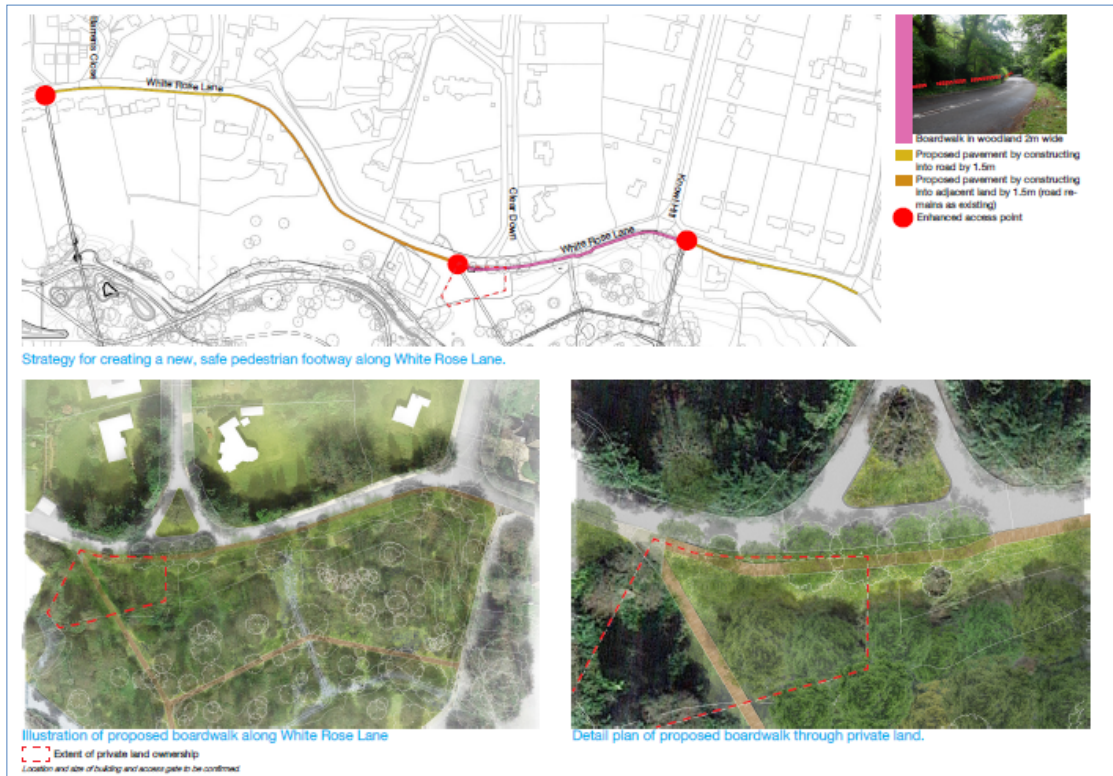 White Rose Lane
Clear Down
White Rose Lane
Knowl Hill
Boardwalk in woodland 2m wide
Proposed pavement by constructing
into road by 1.5m
Proposed pavement by constructing
into adjacent land by 1.5m (road re-
mains as existing)
Enhanced access point
Strategy for creating a new, safe pedestrian footway along White Rose Lane.
Illustration of proposed boardwalk along White Rose Lane
Detail plan of proposed boardwalk through private land.
Extent of private land ownership
Location and size of building and access gate to be confirmed.